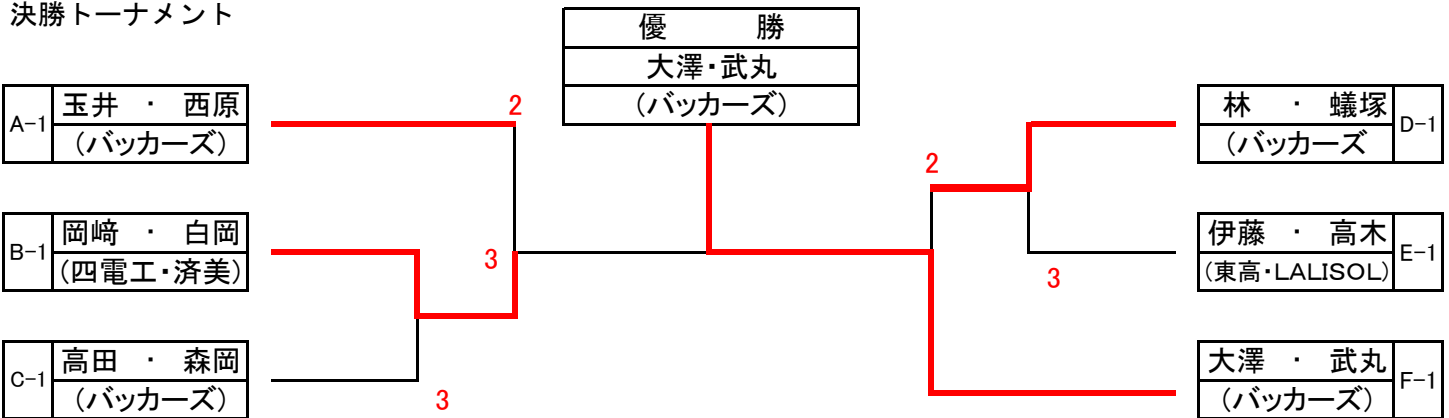 決勝トーナメント
優 勝
大澤・武丸
(バッカーズ)
A-1
玉井 ・ 西原
(バッカーズ)
2
B-1
岡﨑 ・ 白岡
(四電工・済美)
3
C-1
高田 ・ 森岡
(バッカーズ)
3
林 ・ 蟻塚
(バッカーズ
D-1
2
伊藤 ・ 高木
(東高・LALISOL)
E-1
3
大澤 ・ 武丸
(バッカーズ)
F-1